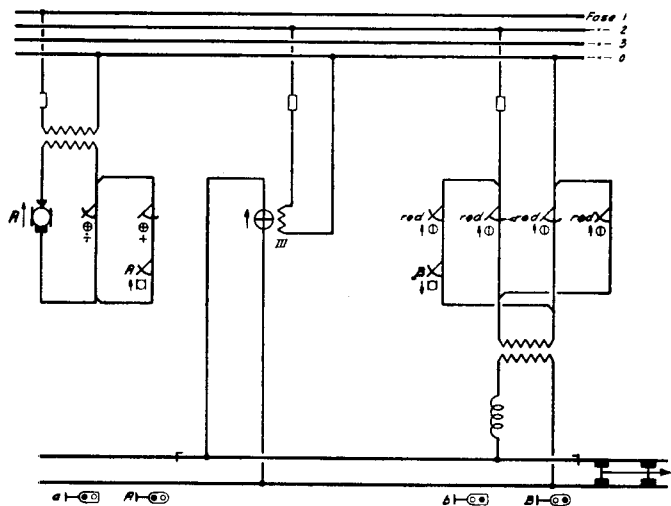 Fase 1
-"- 2
-"- 3
-"- 0
R
+
÷
+
R
III
red
red
red
red
B
a
R
b
B